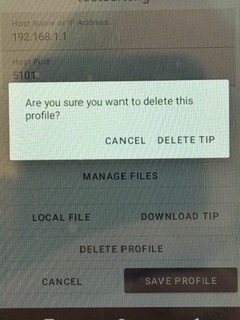 Host Name or IP Address
192.168.1.1
Host Port
5101
Are you sure you want to delete this
profile?
CANCEL DELETE TIP
MANAGE FILES
LOCAL FILE DOWNLOAD TIP
DELETE PROFILE
CANCEL SAVE PROFILE